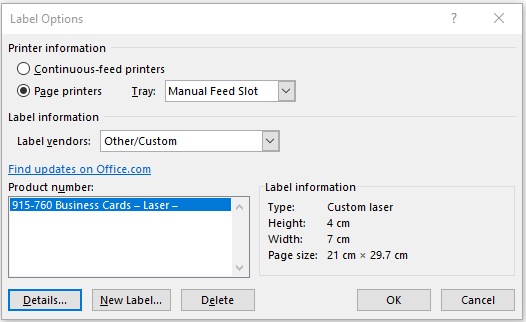 Label Options
?
Printer information
Continuous-feed printers
Page printers Tray: Manual Feed Slot
Label information
Label vendors: Other/Custom
Find updates on Office.com
Product number:
915-760 Business Cards – Laser –
Label information
Type: Custom laser
Height: 4 cm
Width: 7 cm
Page size: 21 cm × 29.7 cm
Details... New Label... Delete OK Cancel